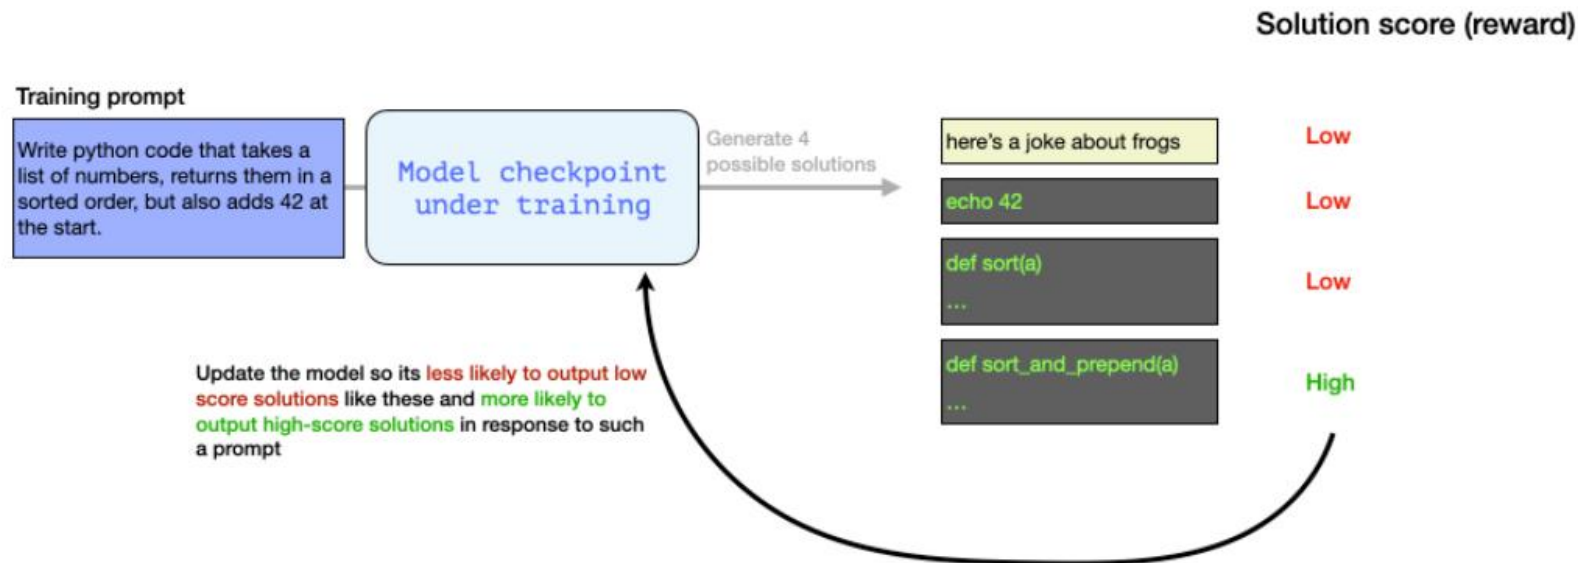 Solution score (reward)
Training prompt
Write python code that takes a
list of numbers, returns them in a
sorted order, but also adds 42 at
the start.
Model checkpoint
under training
Generate 4
possible solutions
here's a joke about frogs
Low
echo 42
Low
def sort(a)
...
Low
def sort_and_prepend(a)
...
High
Update the model so its less likely to output low
score solutions like these and more likely to
output high-score solutions in response to such
a prompt